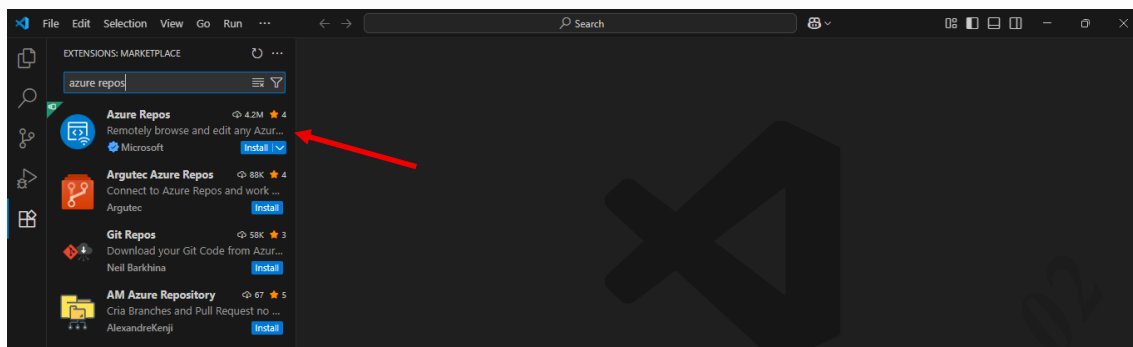 File Edit Selection View Go Run ··· Search
EXTENSIONS: MARKETPLACE
azure repos
Azure Repos 4.2M 4
Remotely browse and edit any Azur...
Microsoft Install
Argutec Azure Repos 88K 4
Connect to Azure Repos and work ...
Argutec Install
Git Repos 58K 3
Download your Git Code from Azur...
Neil Barkhina Install
AM Azure Repository 67 5
Cria Branches and Pull Request no ...
AlexandreKenji Install
02